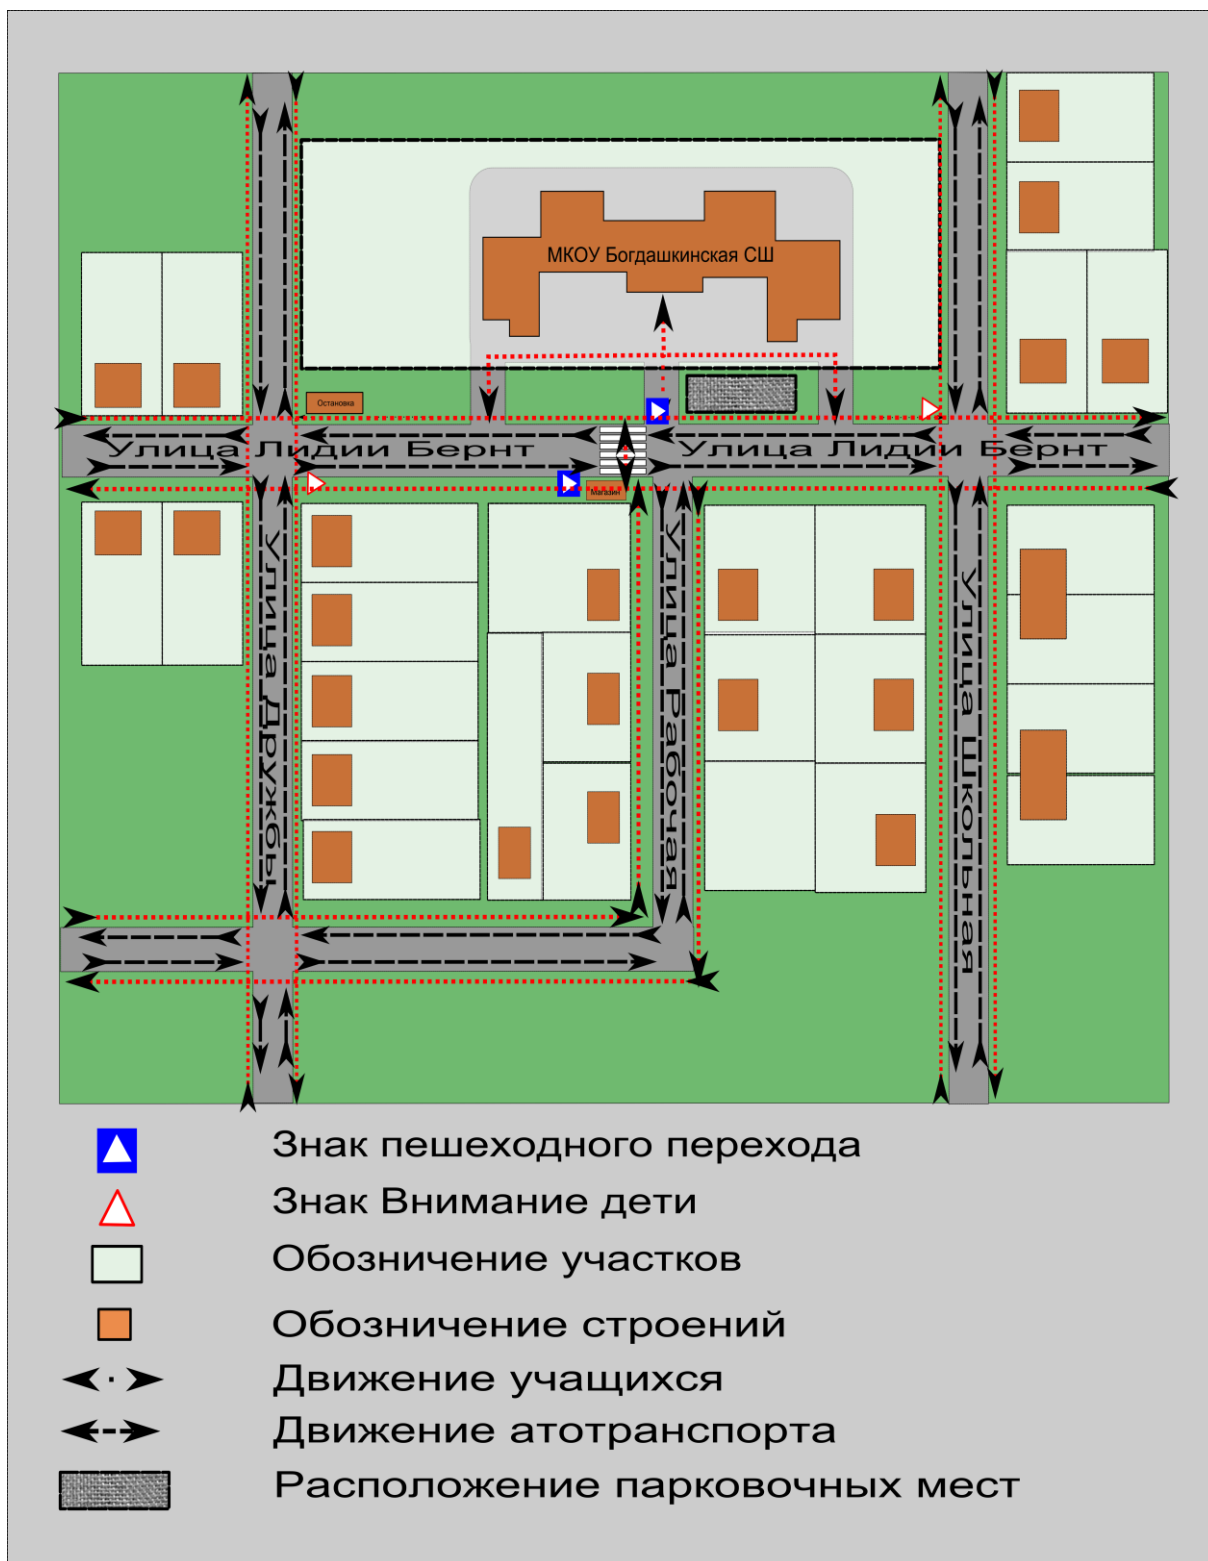 МКОУ Богдашкинская СШ
Остановка
Улица Лидии Бернт
Улица Лидии Бернт
Магазин
Улица Дружбы
Улица Рабочая
Улица Школьная
Знак пешеходного перехода
Знак Внимание дети
Обозничение участков
Обозничение строений
Движение учащихся
Движение атотранспорта
Расположение парковочных мест